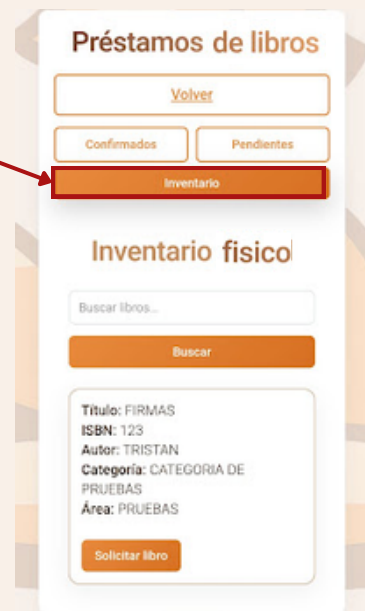 Préstamos de libros
Volver
Confirmados
Pendientes
Inventario
Inventario fisico
Buscar libros...
Buscar
Título: FIRMAS
ISBN: 123
Autor: TRISTAN
Categoría: CATEGORIA DE
PRUEBAS
Área: PRUEBAS
Solicitar libro